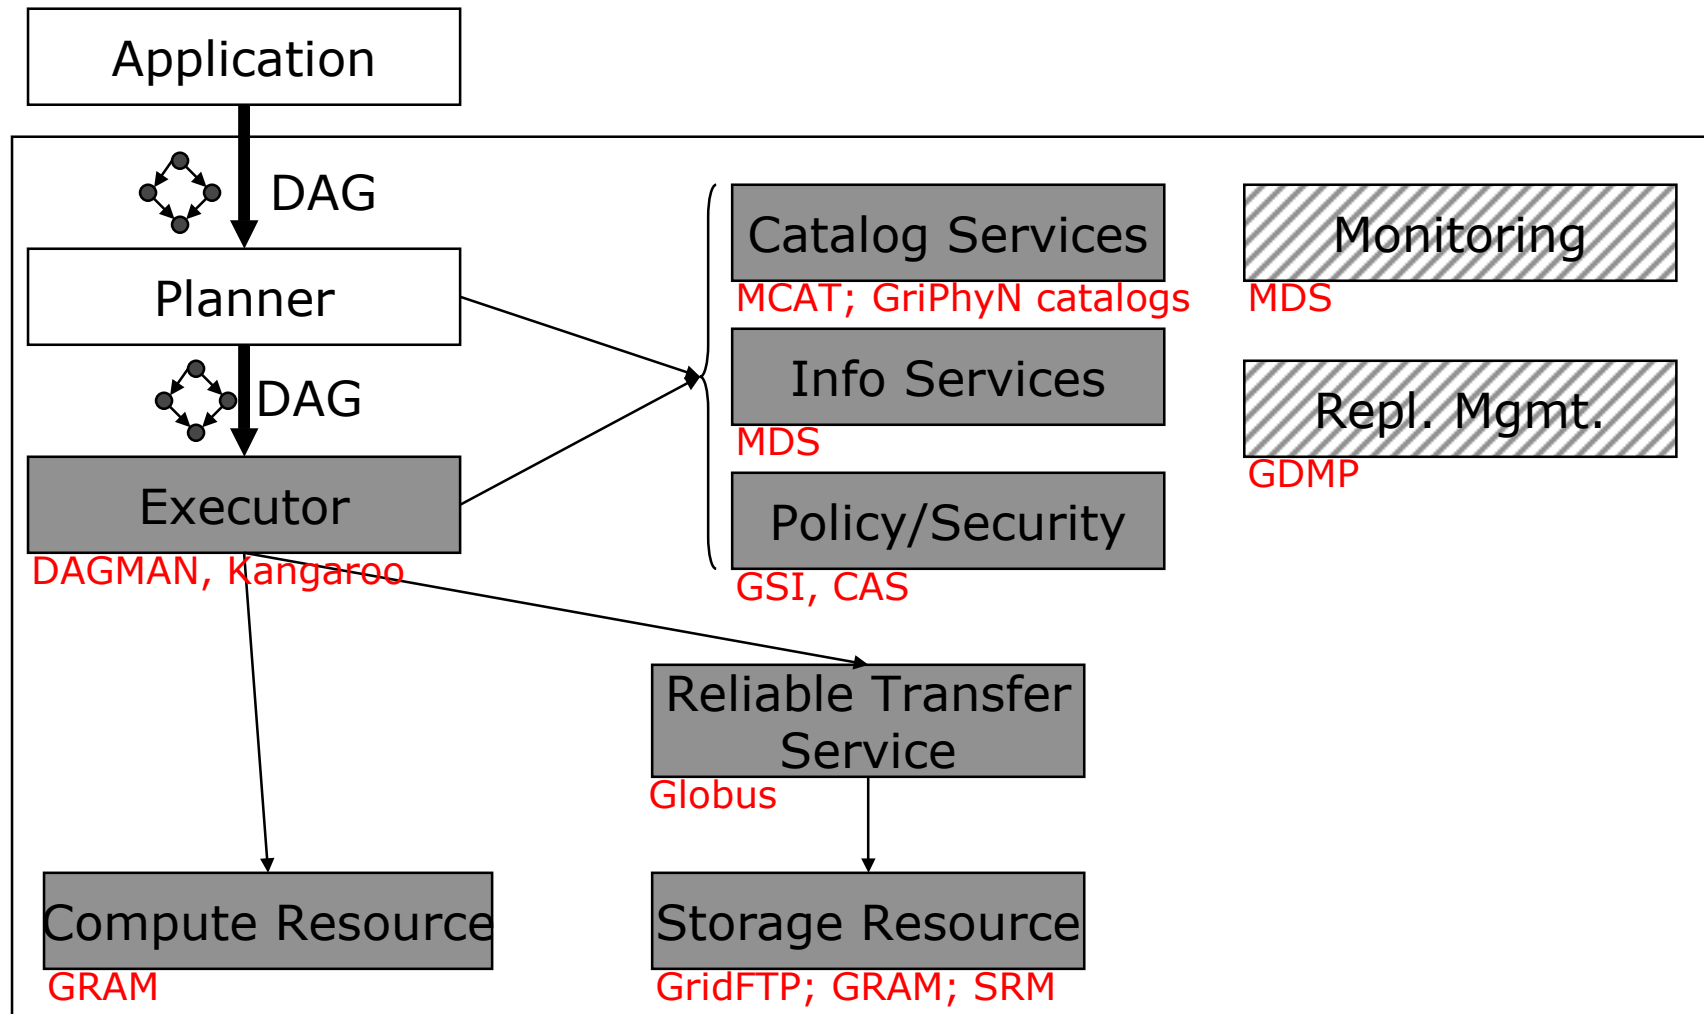 Application
DAG
Planner
DAG
Executor
DAGMAN, Kangaroo
Catalog Services
MCAT; GriPhyN catalogs
Info Services
MDS
Policy/Security
GSI, CAS
Monitoring
MDS
Repl. Mgmt.
GDMP
Reliable Transfer
Service
Globus
Compute Resource
GRAM
Storage Resource
GridFTP; GRAM; SRM